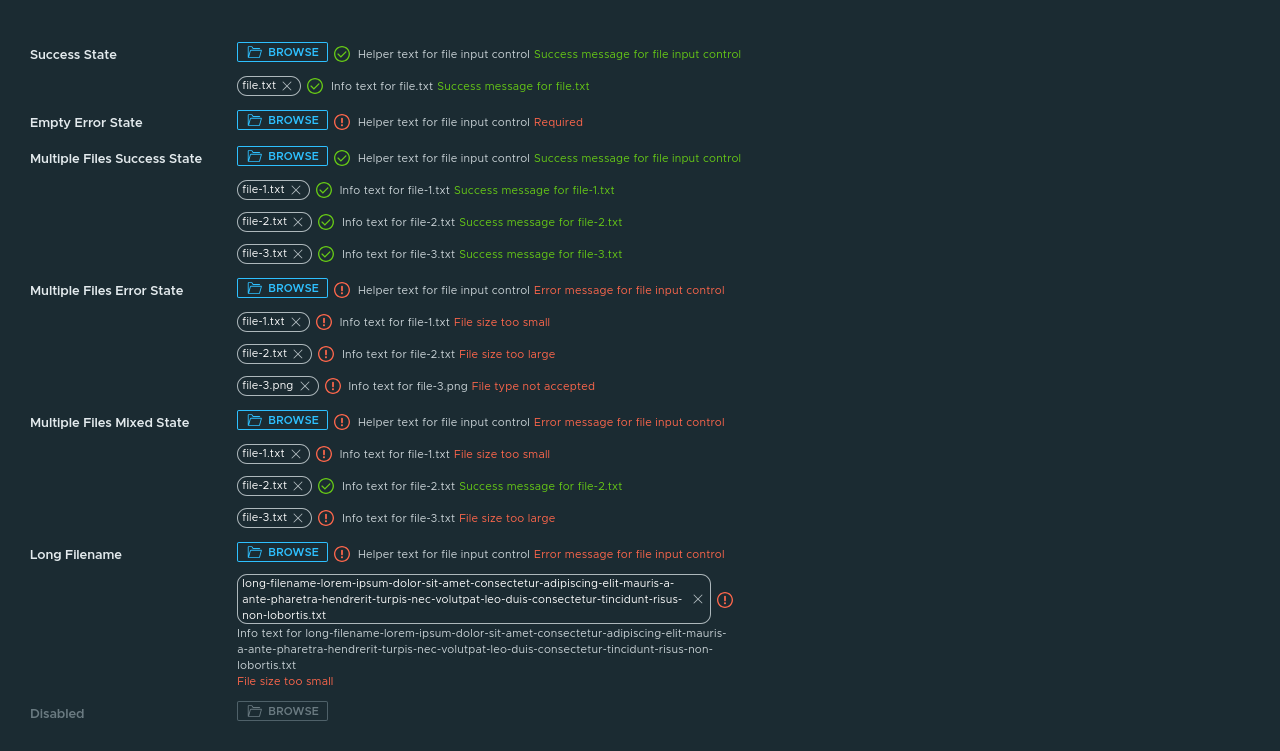 Success State BROWSE Helper text for file input control Success message for file input control
file.txt Info text for file.txt Success message for file.txt
Empty Error State BROWSE Helper text for file input control Required
Multiple Files Success State BROWSE Helper text for file input control Success message for file input control
file-1.txt Info text for file-1.txt Success message for file-1.txt
file-2.txt Info text for file-2.txt Success message for file-2.txt
file-3.txt Info text for file-3.txt Success message for file-3.txt
Multiple Files Error State BROWSE Helper text for file input control Error message for file input control
file-1.txt Info text for file-1.txt File size too small
file-2.txt Info text for file-2.txt File size too large
file-3.png Info text for file-3.png File type not accepted
Multiple Files Mixed State BROWSE Helper text for file input control Error message for file input control
file-1.txt Info text for file-1.txt File size too small
file-2.txt Info text for file-2.txt Success message for file-2.txt
file-3.txt Info text for file-3.txt File size too large
Long Filename BROWSE Helper text for file input control Error message for file input control
long-filename-lorem-ipsum-dolor-sit-amet-consectetur-adipiscing-elit-mauris-a-
ante-pharetra-hendrerit-turpis-nec-volutpat-leo-duis-consectetur-tincidunt-risus-
non-lobortis.txt
Info text for long-filename-lorem-ipsum-dolor-sit-amet-consectetur-adipiscing-elit-mauris-
a-ante-pharetra-hendrerit-turpis-nec-volutpat-leo-duis-consectetur-tincidunt-risus-non-
lobortis.txt
File size too small
Disabled BROWSE